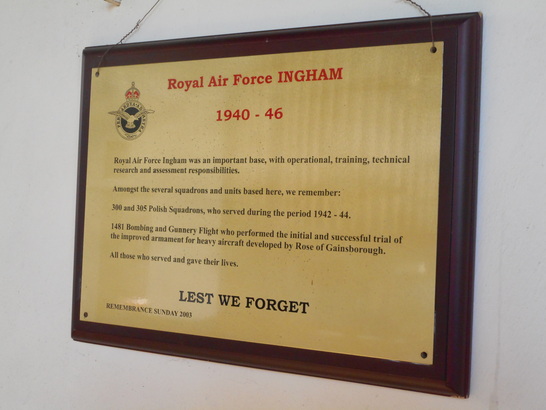 Royal Air Force INGHAM
1940 - 46
Royal Air Force Ingham was an important base, with operational, training, technical
research and assessment responsibilities.
Amongst the several squadrons and units based here, we remember:
300 and 305 Polish Squadrons, who served during the period 1942 - 44.
1481 Bombing and Gunnery Flight who performed the initial and successful trial of
the improved armament for heavy aircraft developed by Rose of Gainsborough.
All those who served and gave their lives.
LEST WE FORGET
REMEMBRANCE SUNDAY 2003